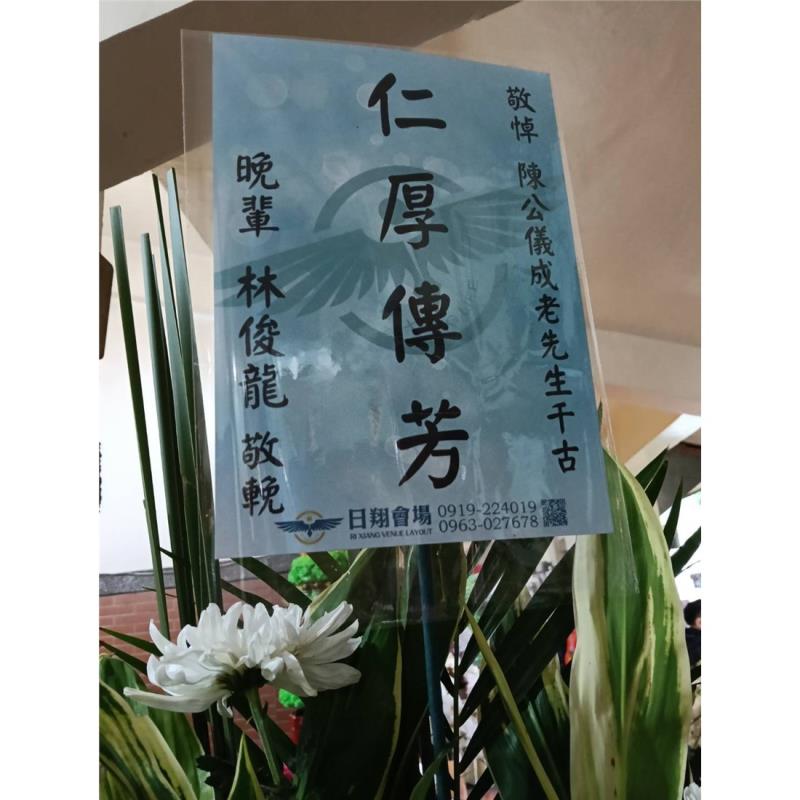 敬悼 陳公儀成老先生千古
仁厚傳芳
晚輩 林俊龍 敬輓
日翔會場
RI XIANG VENUE LAYOUT
0919-224019
0963-027678